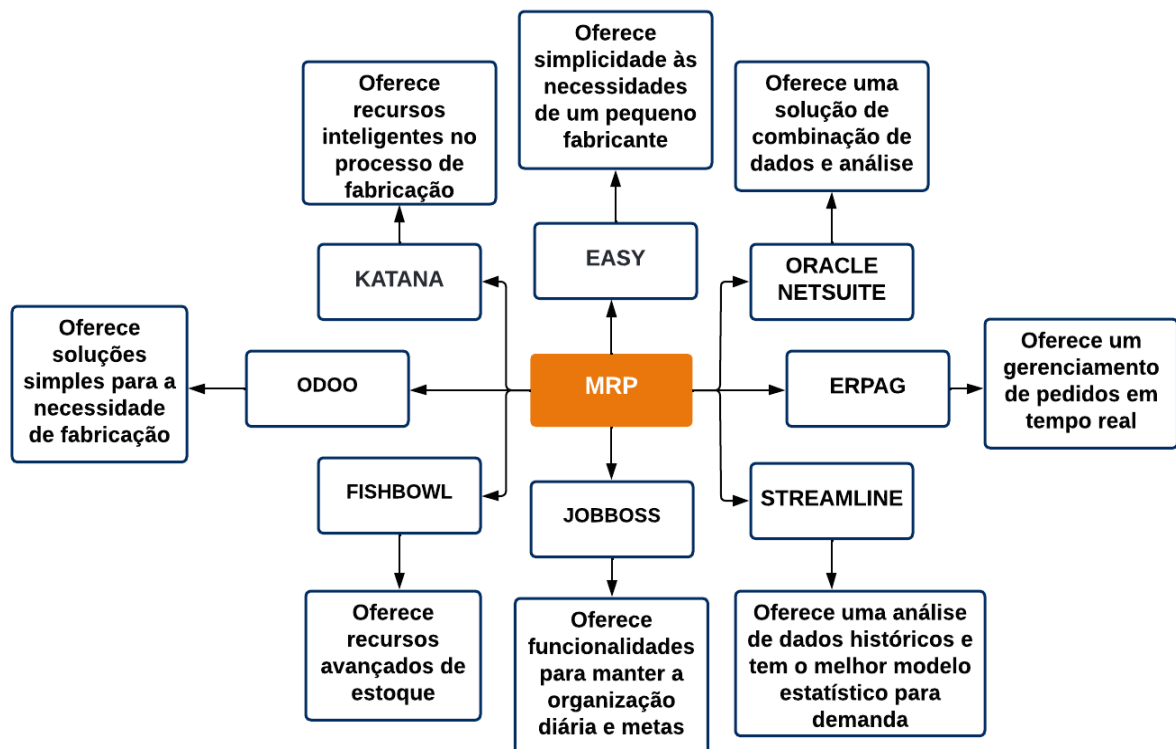 Oferece
simplicidade às
necessidades
de um pequeno
fabricante
Oferece
recursos
inteligentes no
processo de
fabricação
Oferece uma
solução de
combinação de
dados e análise
KATANA
EASY
ORACLE
NETSUITE
Oferece
soluções
simples para a
necessidade
de fabricação
ODOO
MRP
ERPAG
Oferece um
gerenciamento
de pedidos em
tempo real
FISHBOWL
JOBBOSS
STREAMLINE
Oferece
recursos
avançados de
estoque
Oferece
funcionalidades
para manter a
organização
diária e metas
Oferece uma análise
de dados históricos e
tem o melhor modelo
estatístico para
demanda